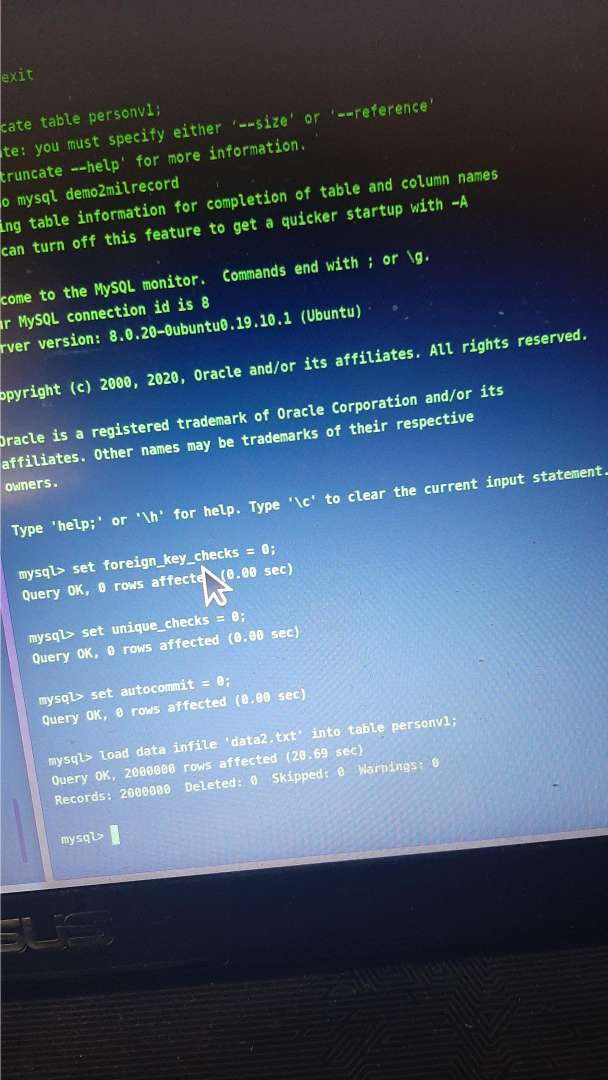 exit
cate table personv1;
te: you must specify either '--size' or '--reference'
truncate --help' for more information.
o mysql demo2milrecord
ing table information for completion of table and column names
can turn off this feature to get a quicker startup with -A
come to the MySQL monitor.  Commands end with ; or \g.
ur MySQL connection id is 8
rver version: 8.0.20-0ubuntu0.19.10.1 (Ubuntu)
opyright (c) 2000, 2020, Oracle and/or its affiliates. All rights reserved.
Oracle is a registered trademark of Oracle Corporation and/or its
affiliates. Other names may be trademarks of their respective
owners.
Type 'help;' or '\h' for help. Type '\c' to clear the current input statement.
mysql> set foreign_key_checks = 0;
Query OK, 0 rows affected (0.00 sec)
mysql> set unique_checks = 0;
Query OK, 0 rows affected (0.00 sec)
mysql> set autocommit = 0;
Query OK, 0 rows affected (0.00 sec)
mysql> load data infile 'data2.txt' into table personv1;
Query OK, 2000000 rows affected (20.69 sec)
Records: 2000000  Deleted: 0  Skipped: 0  Warnings: 0
mysql>
SUS